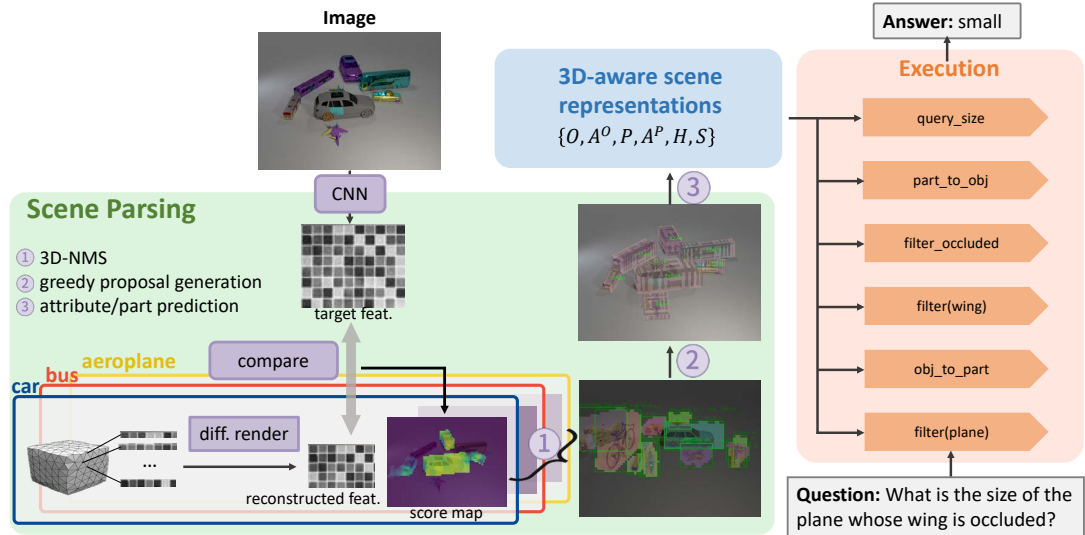 Image
CNN
Scene Parsing
1 3D-NMS
2 greedy proposal generation
3 attribute/part prediction
target feat.
compare
aeroplane
bus
car
diff. render
...
reconstructed feat.
score map
1
2
3
3D-aware scene
representations
{O, A^O, P, A^P, H, S}
Answer: small
Execution
query_size
part_to_obj
filter_occluded
filter(wing)
obj_to_part
filter(plane)
Question: What is the size of the
plane whose wing is occluded?